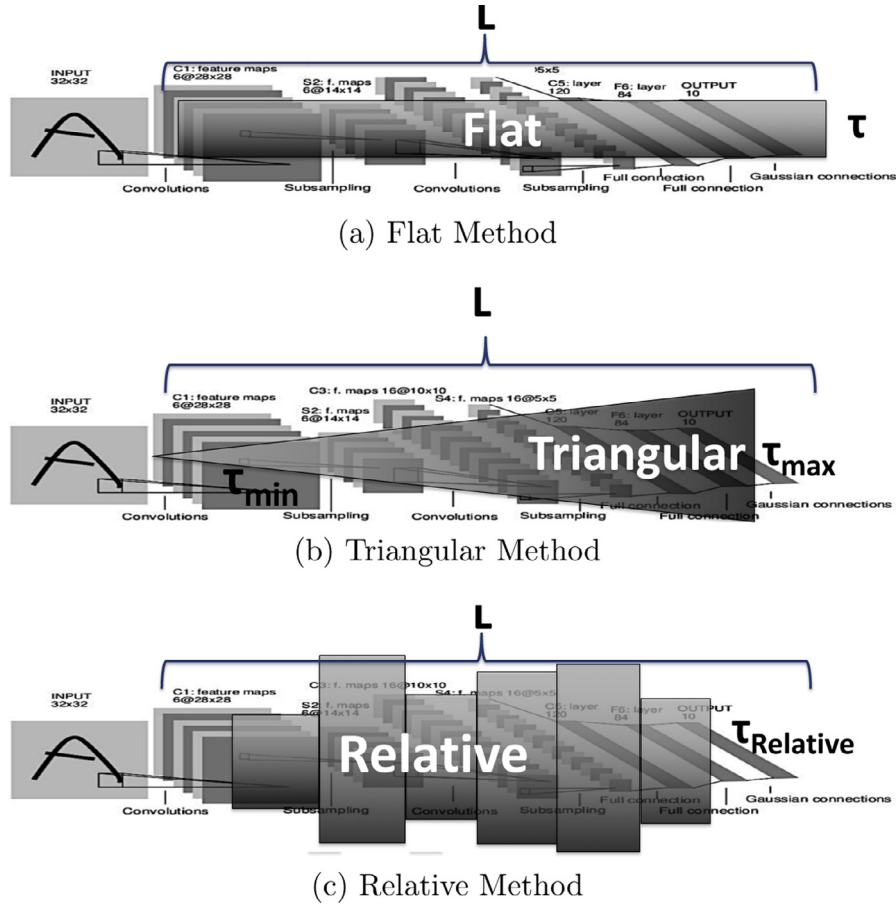 L
INPUT
32x32
C1: feature maps
6@28x28
S2: f. maps
6@14x14
C5: layer
120
F6: layer
84
OUTPUT
10
Flat
τ
Convolutions
Subsampling
Convolutions
Subsampling
Full connection
Full connection
Gaussian connections
(a) Flat Method
L
INPUT
32x32
C1: feature maps
6@28x28
C3: f. maps 16@10x10
S2: f. maps
6@14x14
S4: f. maps 16@5x5
C5: layer
120
F6: layer
84
OUTPUT
10
Triangular
τmin
τmax
Convolutions
Subsampling
Convolutions
Subsampling
Full connection
Full connection
Gaussian connections
(b) Triangular Method
L
INPUT
32x32
C1: feature maps
6@28x28
C3: f. maps 16@10x10
S2: f. maps
6@14x14
S4: f. maps 16@5x5
C5: layer
120
F6: layer
84
OUTPUT
10
Relative
τRelative
Convolutions
Subsampling
Convolutions
Subsampling
Full connection
Full connection
Gaussian connections
(c) Relative Method